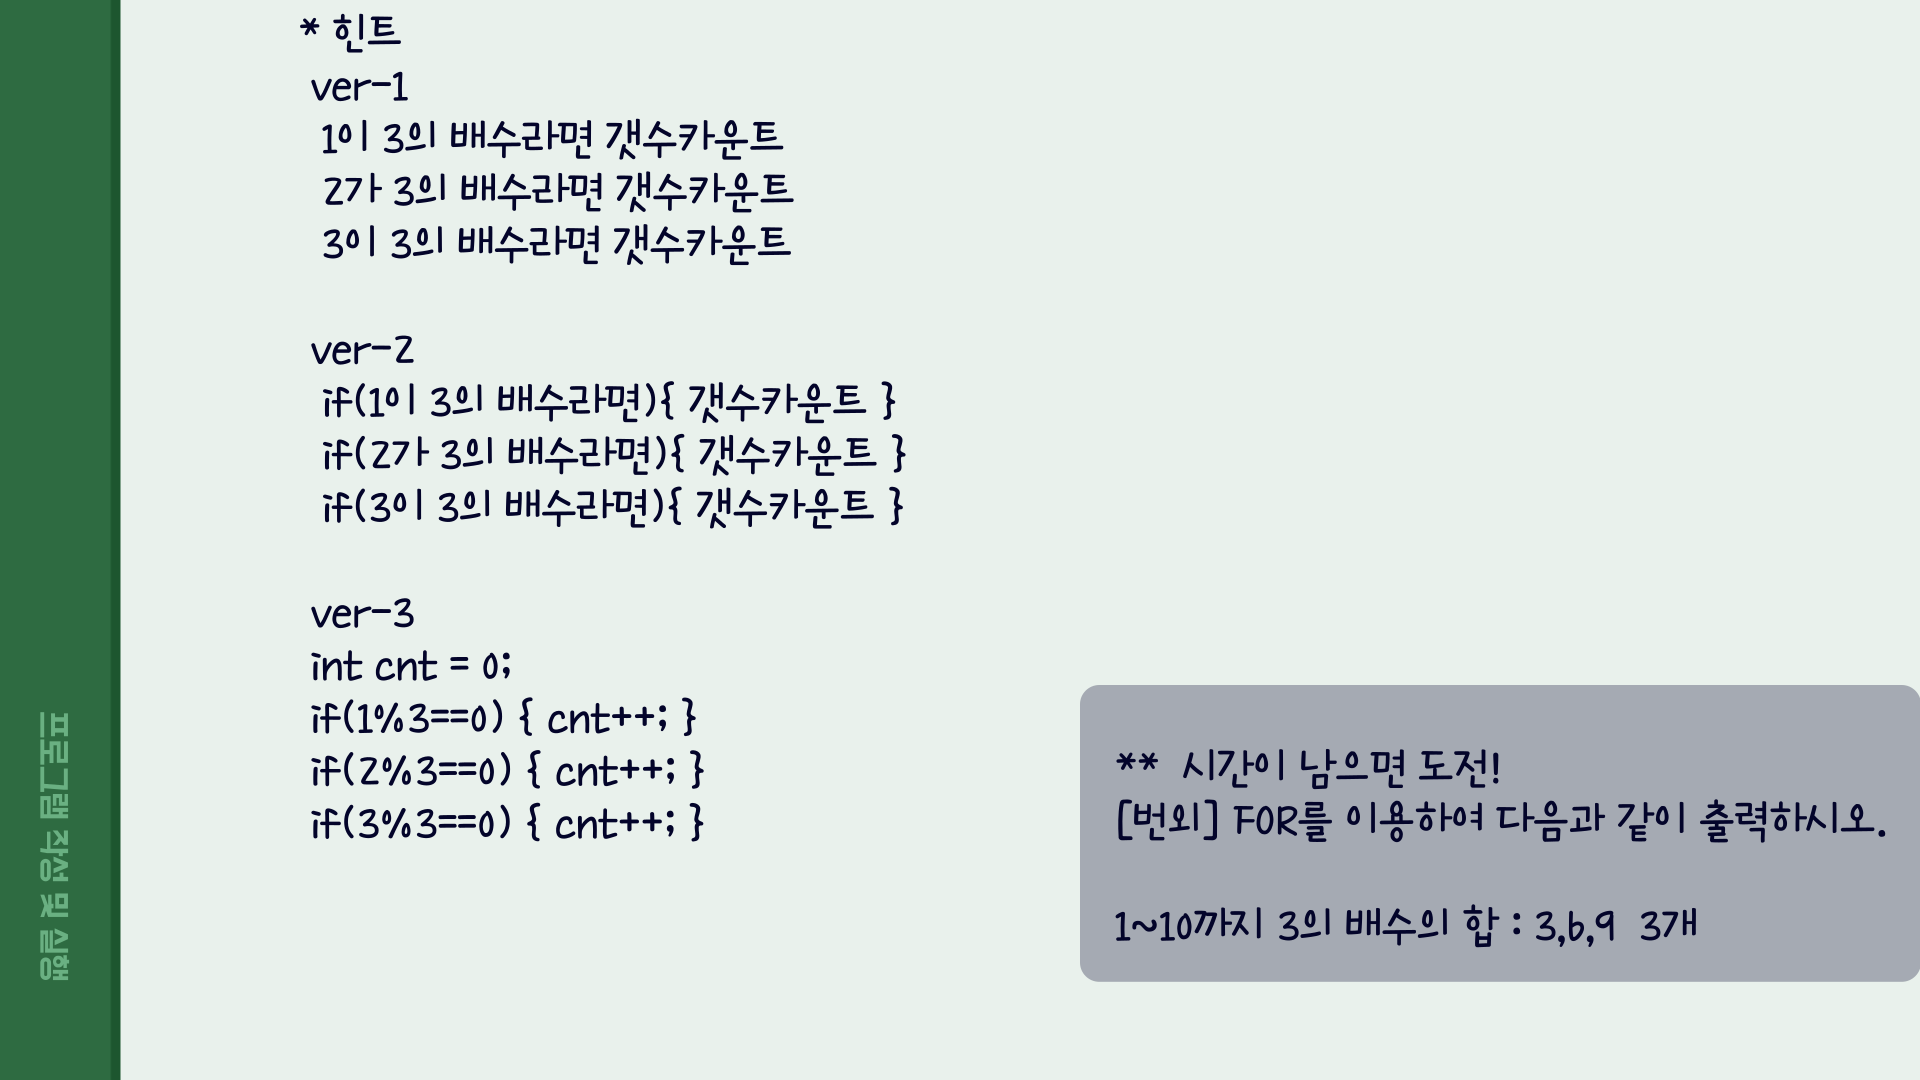 * 힌트
ver-1
1이 3의 배수라면 갯수카운트
2가 3의 배수라면 갯수카운트
3이 3의 배수라면 갯수카운트
ver-2
if(1이 3의 배수라면){ 갯수카운트 }
if(2가 3의 배수라면){ 갯수카운트 }
if(3이 3의 배수라면){ 갯수카운트 }
ver-3
int cnt = 0;
if(1%3==0) { cnt++; }
if(2%3==0) { cnt++; }
if(3%3==0) { cnt++; }
** 시간이 남으면 도전!
[번외] FOR를 이용하여 다음과 같이 출력하시오.
1~10까지 3의 배수의 합 : 3,6,9 3개
프로그램 작성 및 실행